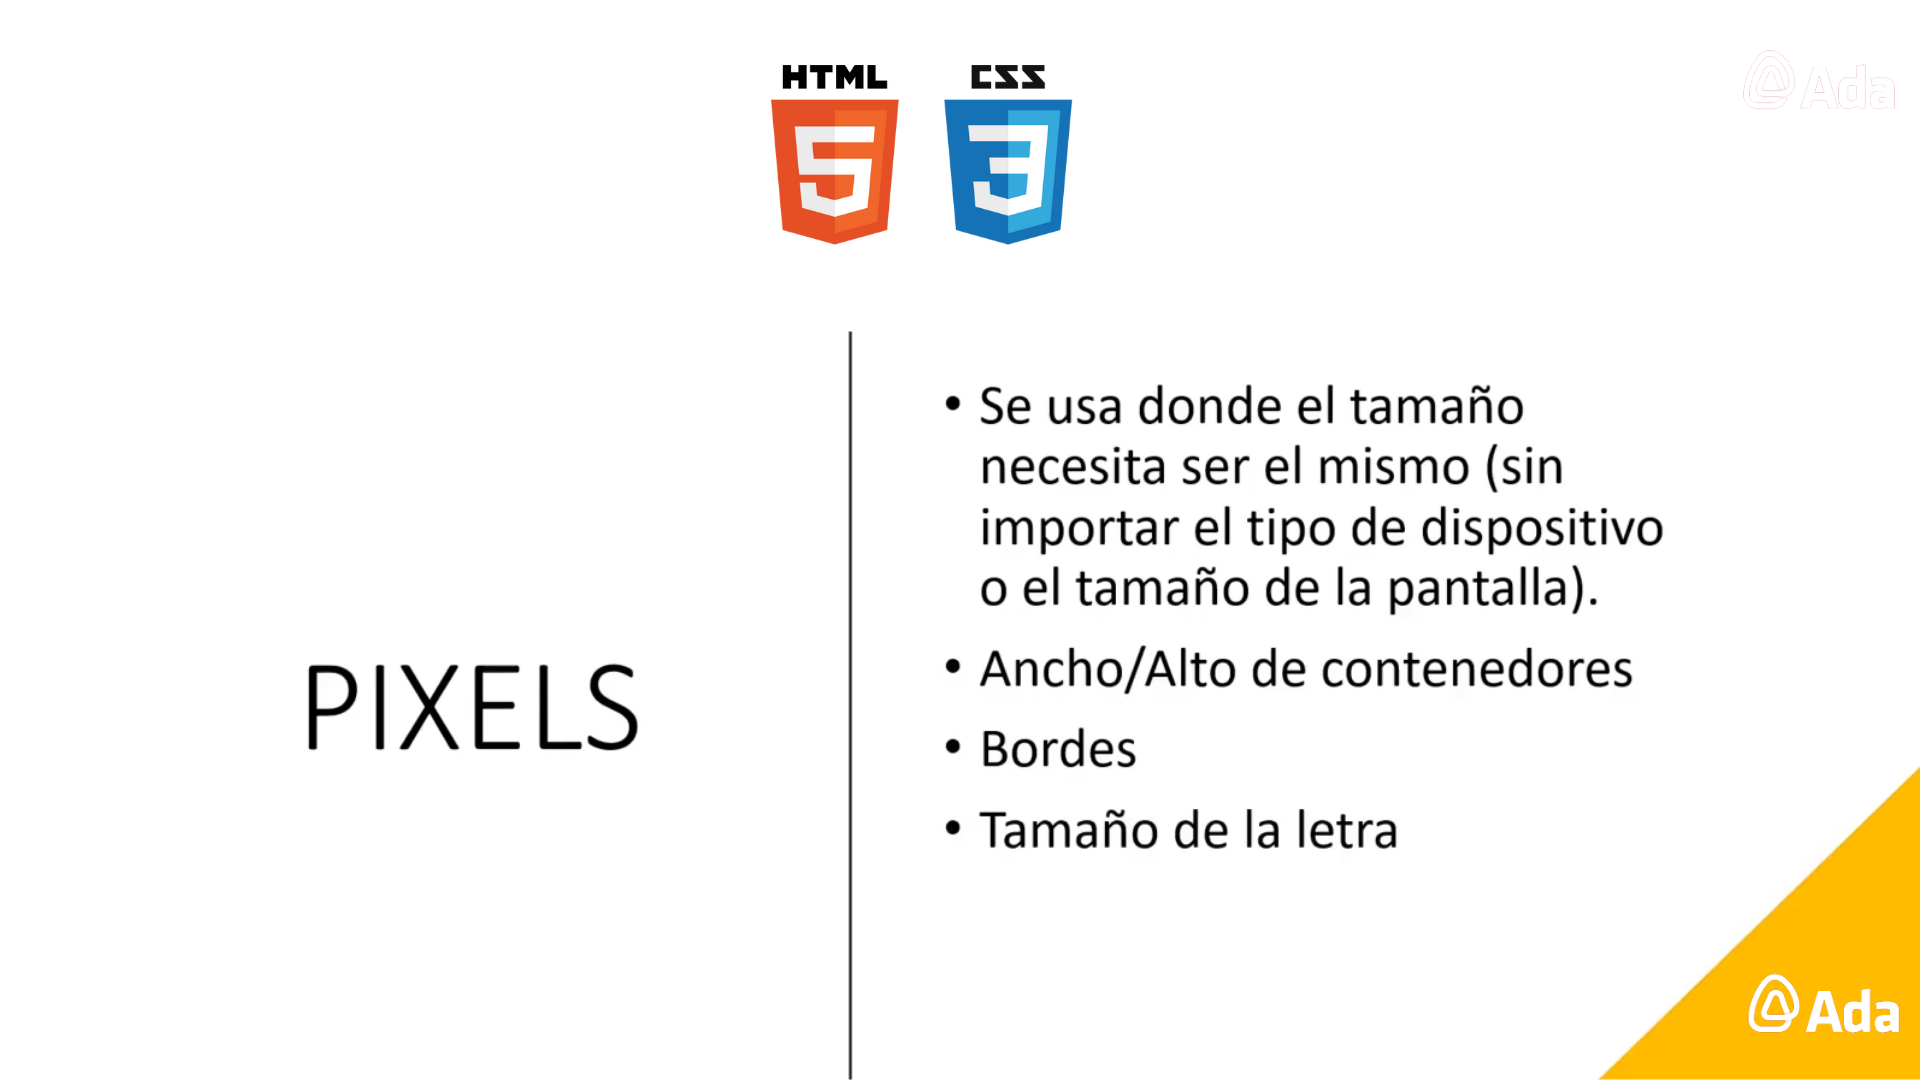 HTML CSS
5 3
Ada
PIXELS
• Se usa donde el tamaño
necesita ser el mismo (sin
importar el tipo de dispositivo
o el tamaño de la pantalla).
• Ancho/Alto de contenedores
• Bordes
• Tamaño de la letra
Ada